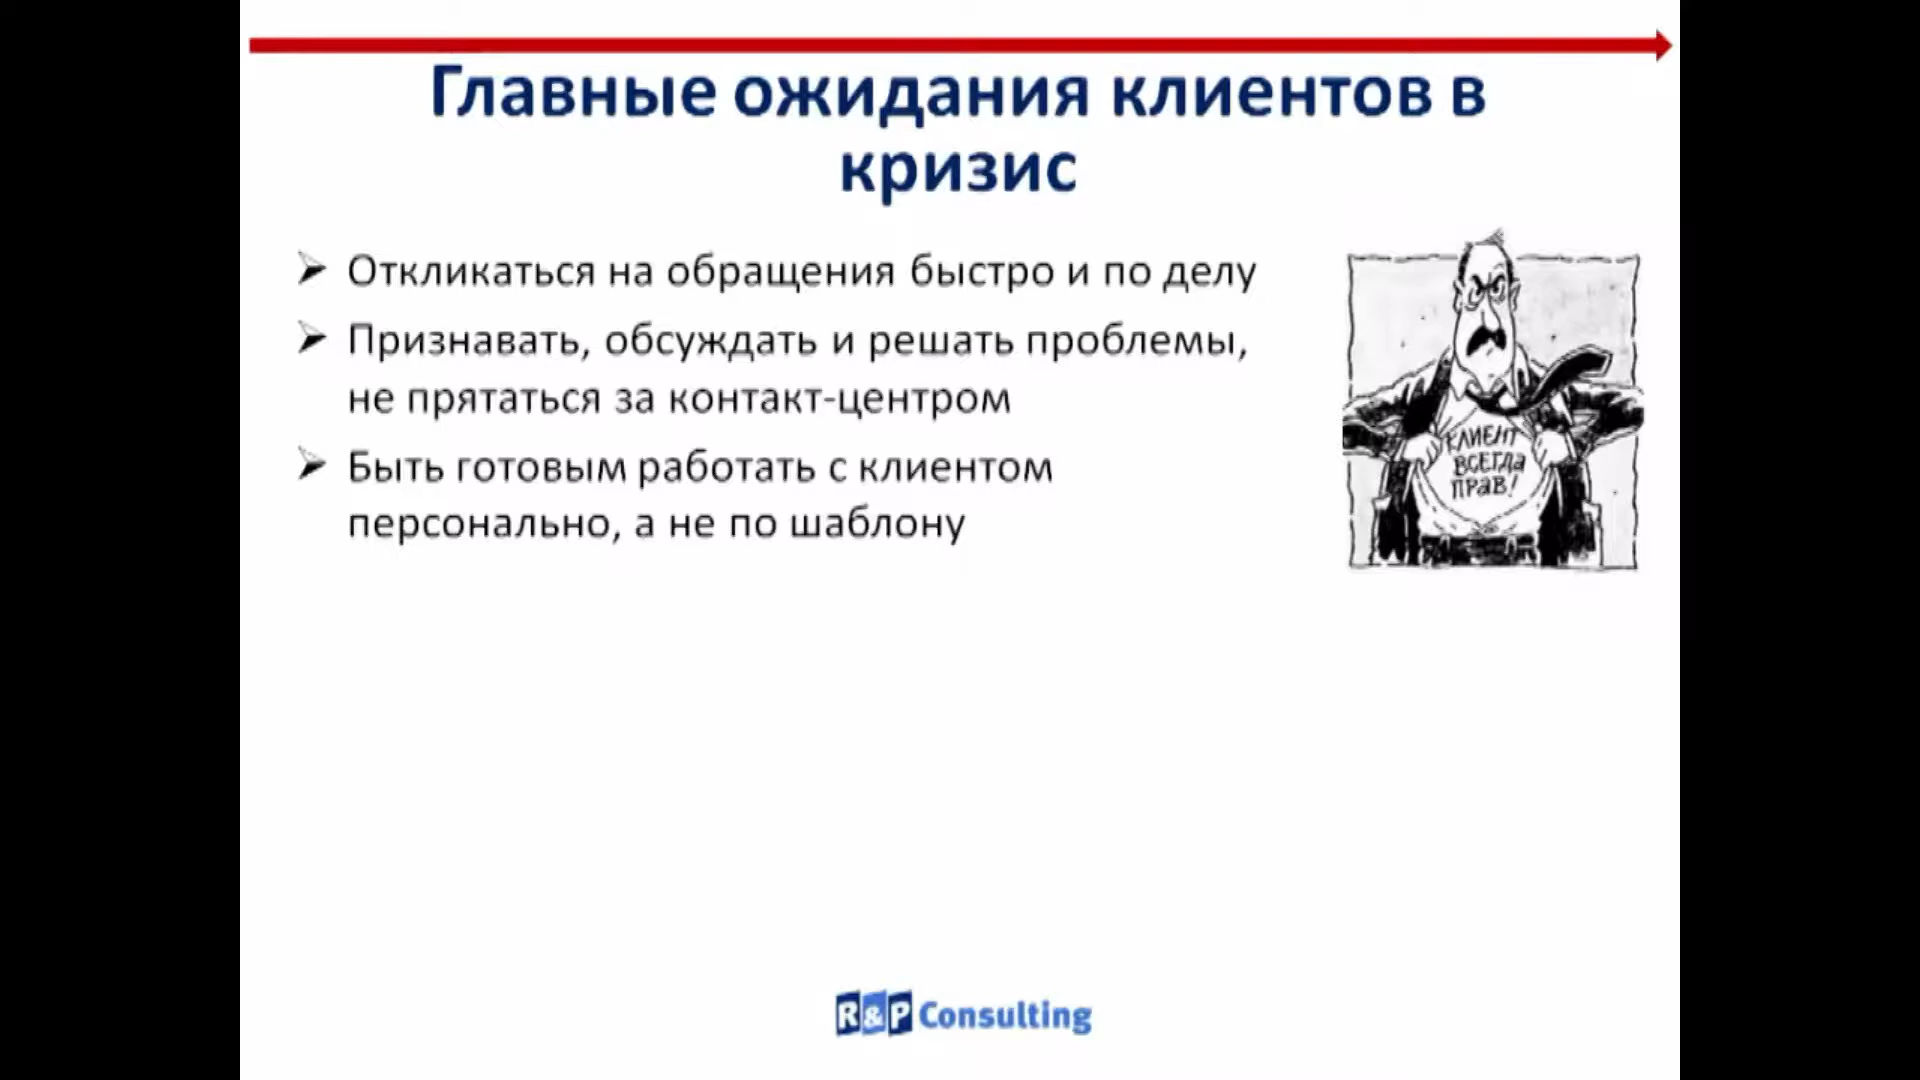 Главные ожидания клиентов в
кризис
Откликаться на обращения быстро и по делу
Признавать, обсуждать и решать проблемы,
не прятаться за контакт-центром
Быть готовым работать с клиентом
персонально, а не по шаблону
КЛИЕНТ
ВСЕГДа
ПРаВ!
R&P Consulting